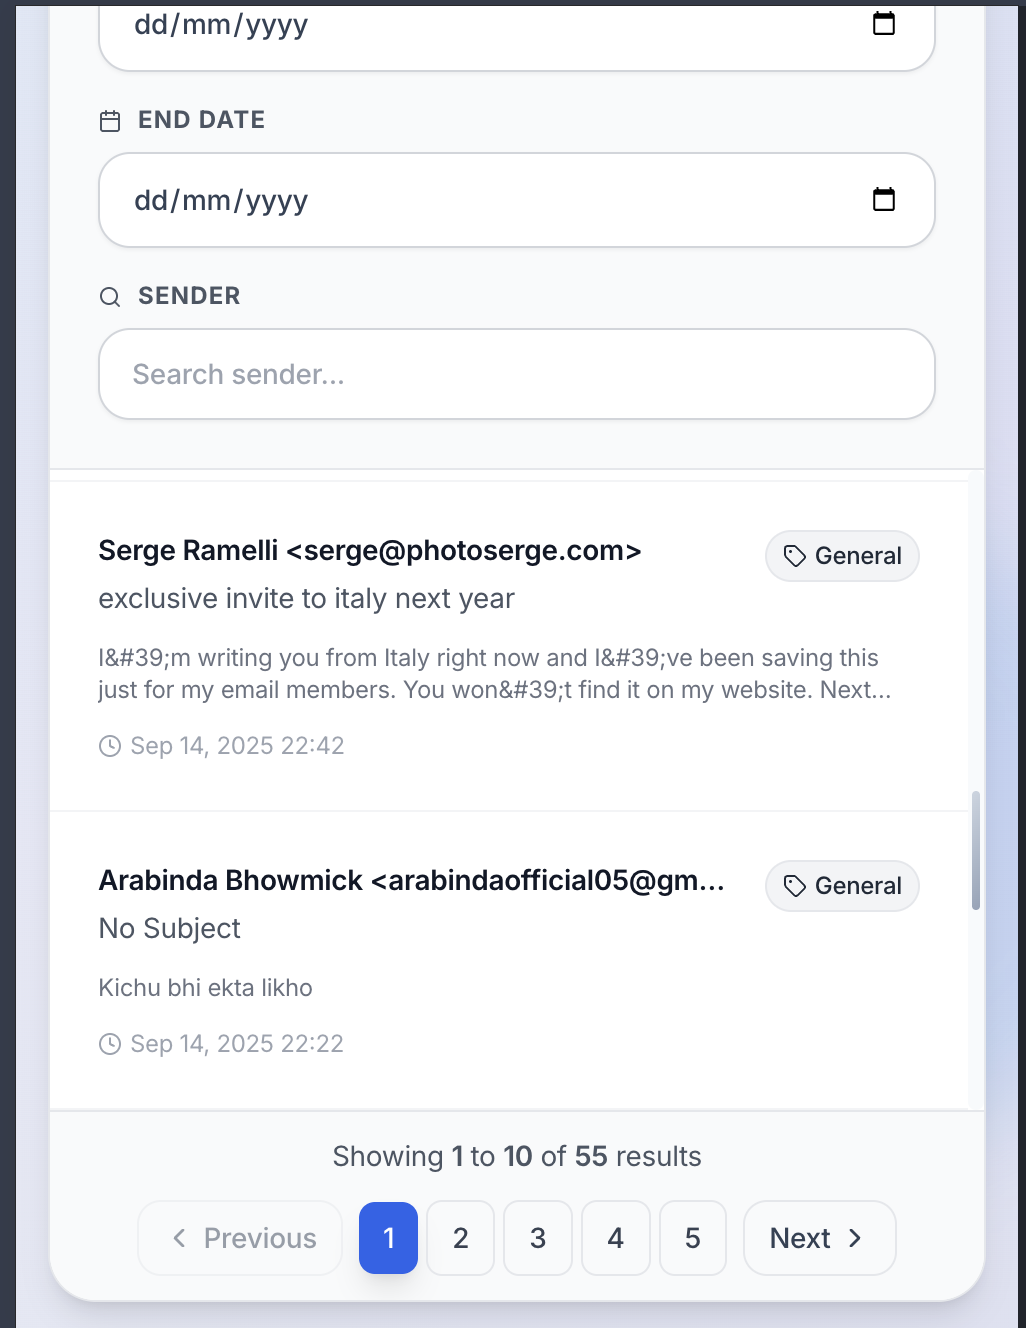 dd/mm/yyyy
END DATE
dd/mm/yyyy
SENDER
Search sender...
Serge Ramelli <serge@photoserge.com>
General
exclusive invite to italy next year
I&#39;m writing you from Italy right now and I&#39;ve been saving this
just for my email members. You won&#39;t find it on my website. Next...
Sep 14, 2025 22:42
Arabinda Bhowmick <arabindaofficial05@gm...
General
No Subject
Kichu bhi ekta likho
Sep 14, 2025 22:22
Showing 1 to 10 of 55 results
Previous 1 2 3 4 5 Next